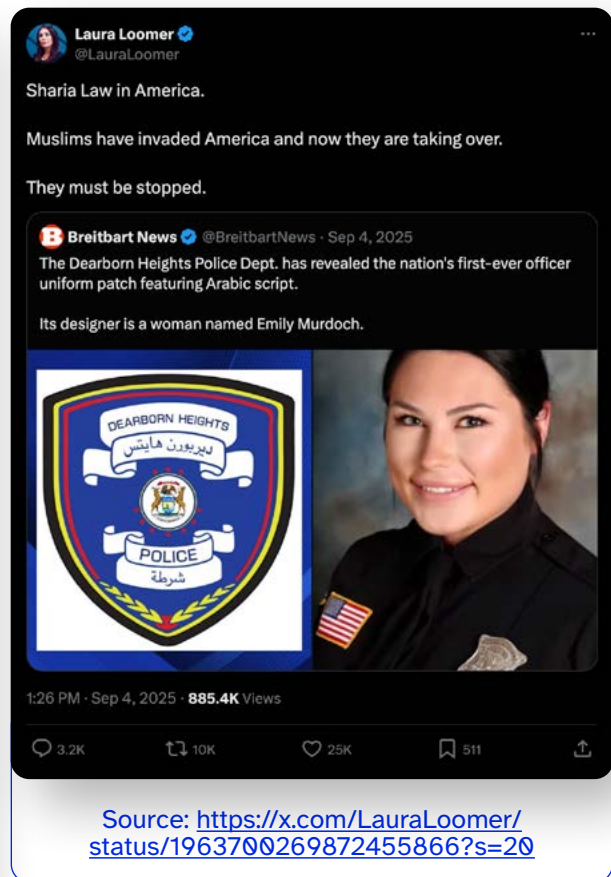 Laura Loomer
@LauraLoomer
Sharia Law in America.
Muslims have invaded America and now they are taking over.
They must be stopped.
B Breitbart News @BreitbartNews · Sep 4, 2025
The Dearborn Heights Police Dept. has revealed the nation's first-ever officer
uniform patch featuring Arabic script.
Its designer is a woman named Emily Murdoch.
DEARBORN HEIGHTS
ديربورن هايتس
POLICE
شرطة
1:26 PM · Sep 4, 2025 · 885.4K Views
3.2K 10K 25K 511
Source: https://x.com/LauraLoomer/
status/1963700269872455866?s=20